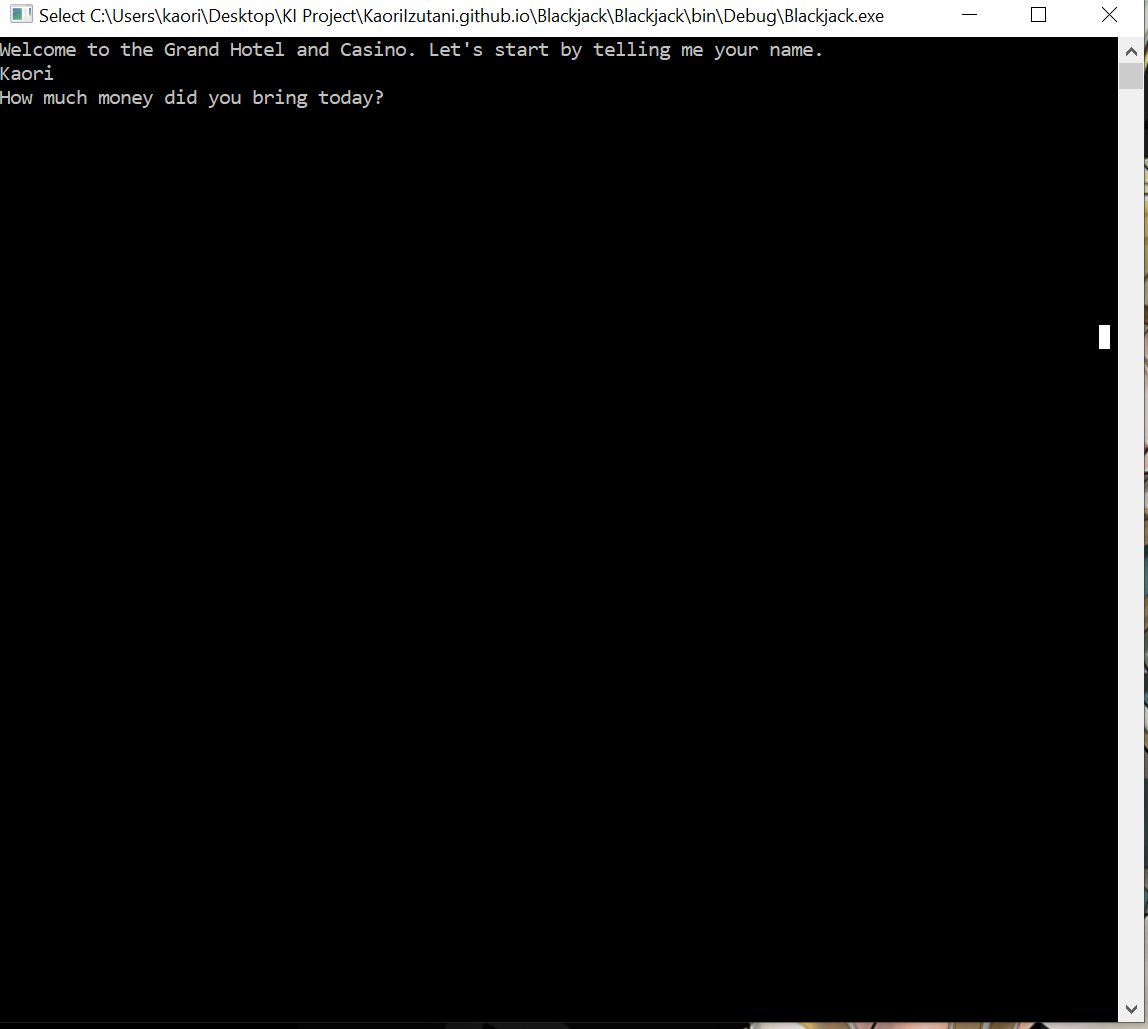 Select C:\Users\kaori\Desktop\KI Project\KaoriIzutani.github.io\Blackjack\Blackjack\bin\Debug\Blackjack.exe
Welcome to the Grand Hotel and Casino. Let's start by telling me your name.
Kaori
How much money did you bring today?